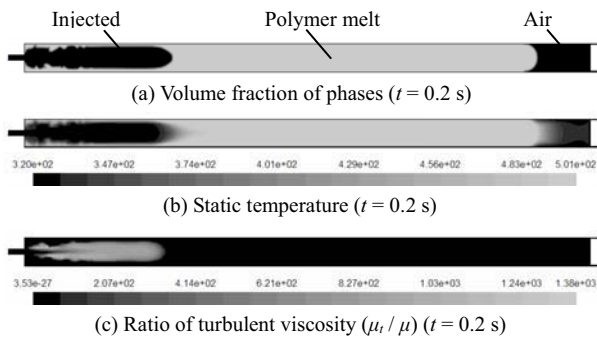 Injected Polymer melt Air
(a) Volume fraction of phases (t = 0.2 s)
3.20e+02 3.47e+02 3.74e+02 4.01e+02 4.29e+02 4.56e+02 4.83e+02 5.01e+02
(b) Static temperature (t = 0.2 s)
3.53e-27 2.07e+02 4.14e+02 6.21e+02 8.27e+02 1.03e+03 1.24e+03 1.38e+03
(c) Ratio of turbulent viscosity (μt / μ) (t = 0.2 s)